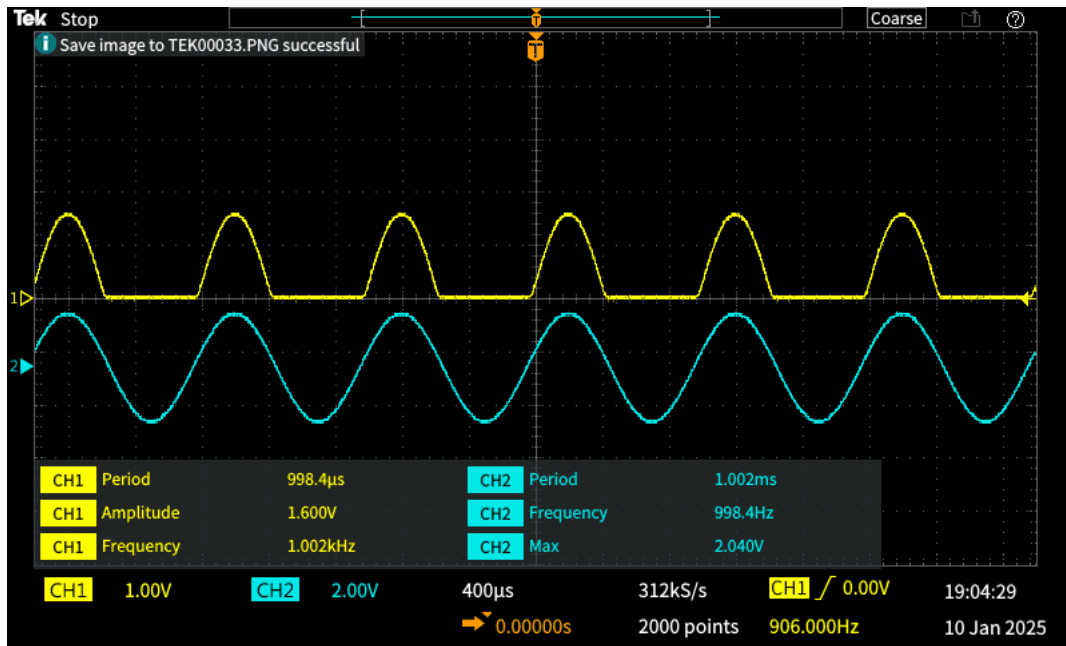 Tek Stop T Coarse ?
i Save image to TEK00033.PNG successful
T
1
2
CH1 Period 998.4µs CH2 Period 1.002ms
CH1 Amplitude 1.600V CH2 Frequency 998.4Hz
CH1 Frequency 1.002kHz CH2 Max 2.040V
CH1 1.00V CH2 2.00V 400µs 312kS/s CH1 0.00V 19:04:29
0.00000s 2000 points 906.000Hz 10 Jan 2025